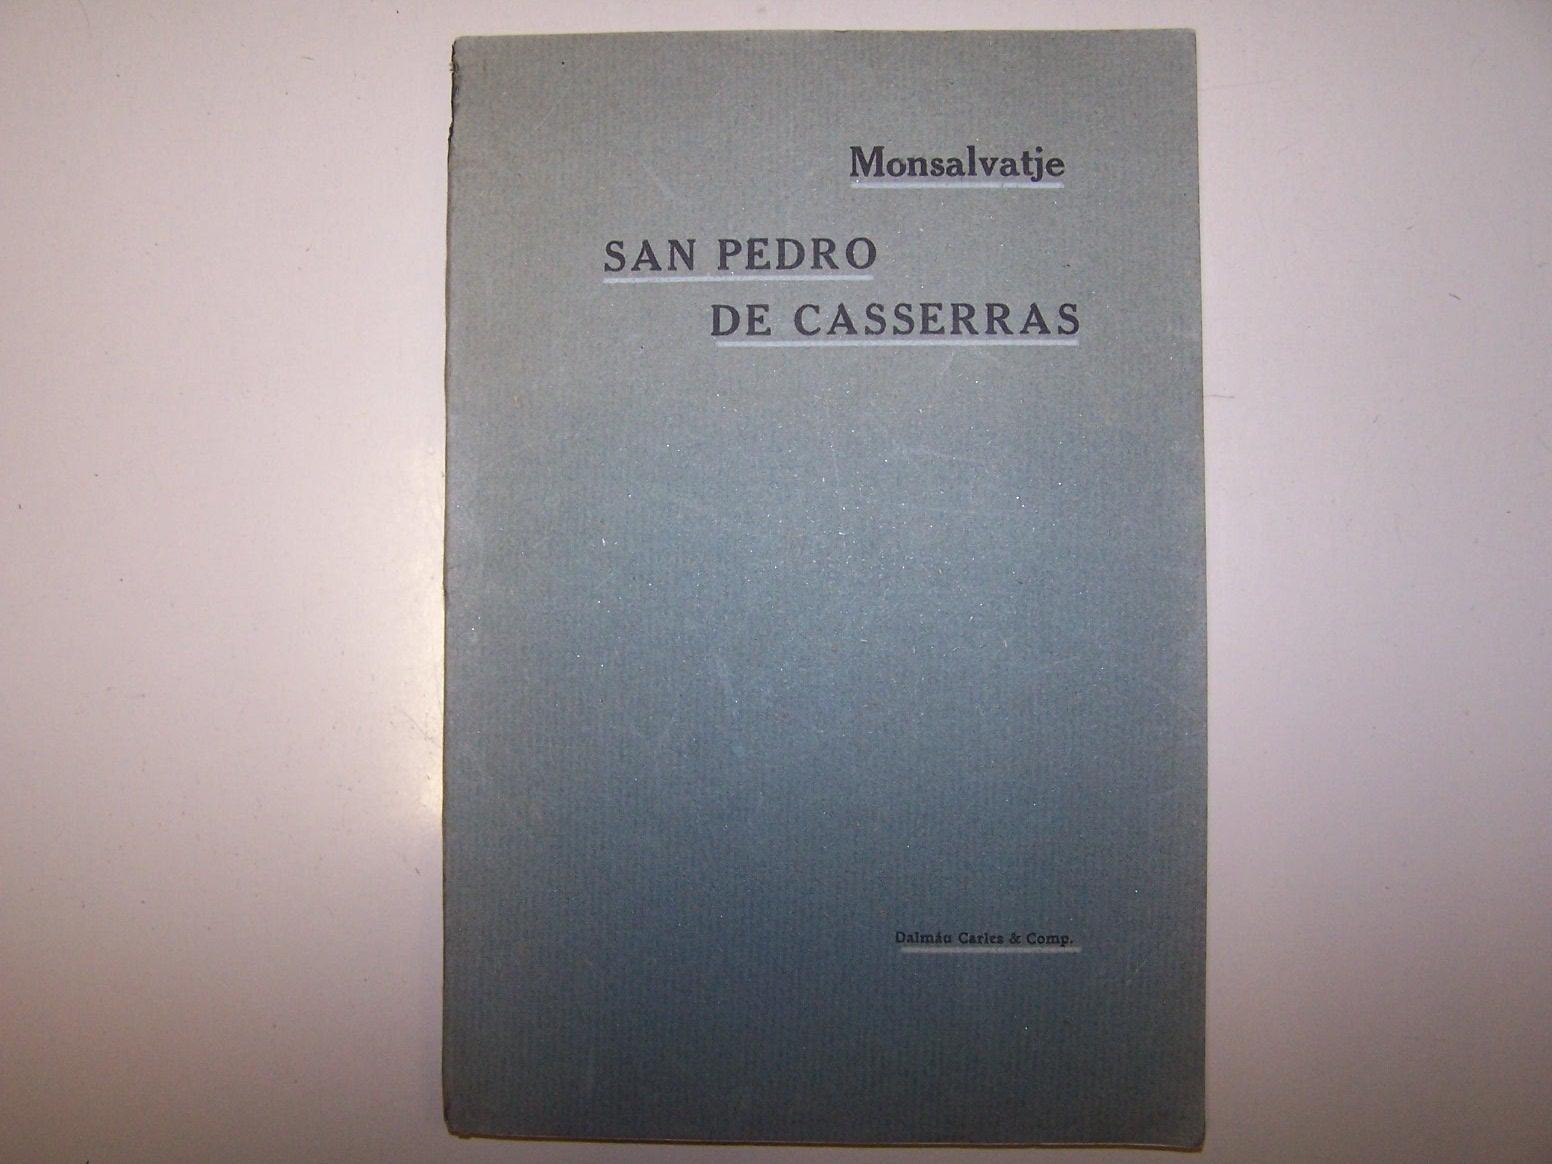 Monsalvatje
SAN PEDRO
DE CASSERRAS
Dalmáu Carles & Comp.